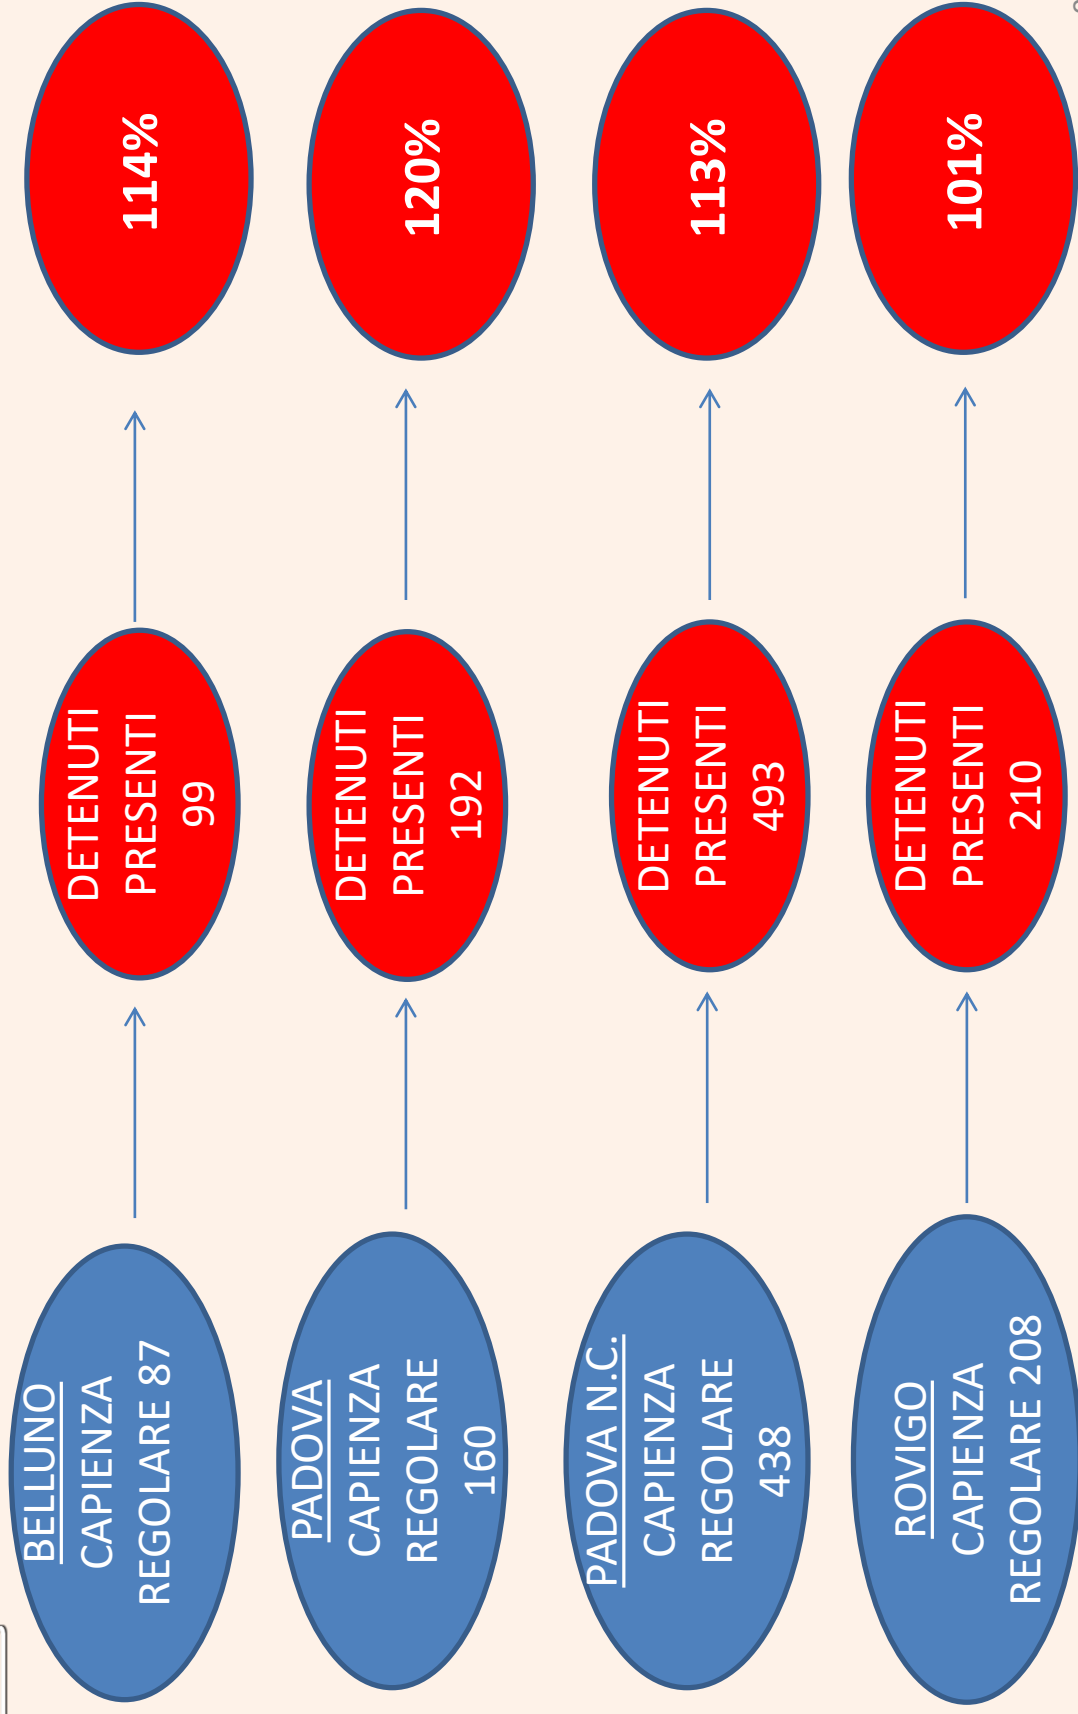 BELLUNO
CAPIENZA
REGOLARE 87
DETENUTI
PRESENTI
99
114%
PADOVA
CAPIENZA
REGOLARE
160
DETENUTI
PRESENTI
192
120%
PADOVA N.C.
CAPIENZA
REGOLARE
438
DETENUTI
PRESENTI
493
113%
ROVIGO
CAPIENZA
REGOLARE 208
DETENUTI
PRESENTI
210
101%